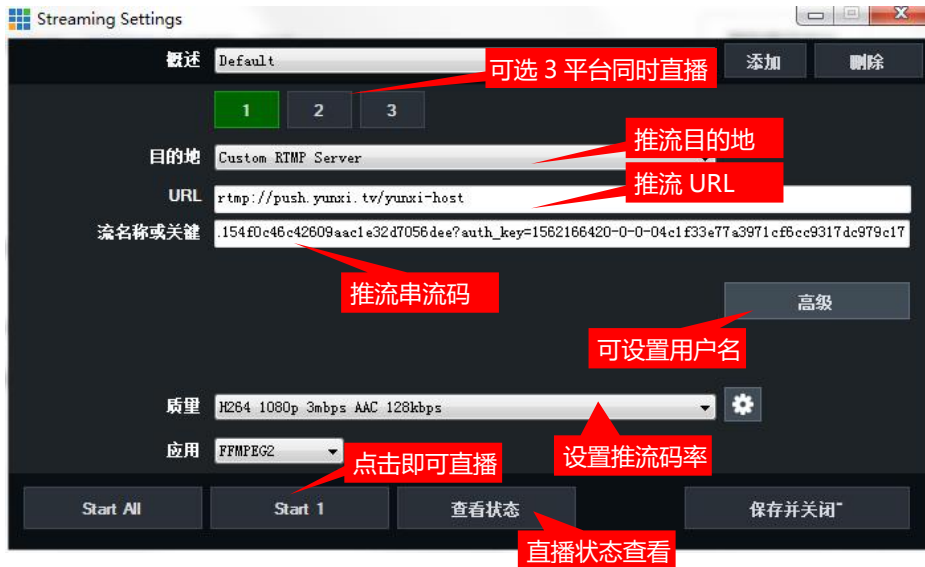 Streaming Settings
概述 Default 添加 删除
可选 3 平台同时直播
1 2 3
推流目的地
目的地 Custom RTMP Server
推流 URL
URL rtmp://push.yunxi.tv/yunxi-host
流名称或关键 .154f0c46c42609aac1e32d7056dee?auth_key=1562166420-0-0-04c1f33e77a3971cf6cc9317dc979c17
推流串流码
高级
可设置用户名
质量 H264 1080p 3mbps AAC 128kbps
应用 FFMPEG2
设置推流码率
点击即可直播
Start All Start 1 查看状态 保存并关闭~
直播状态查看